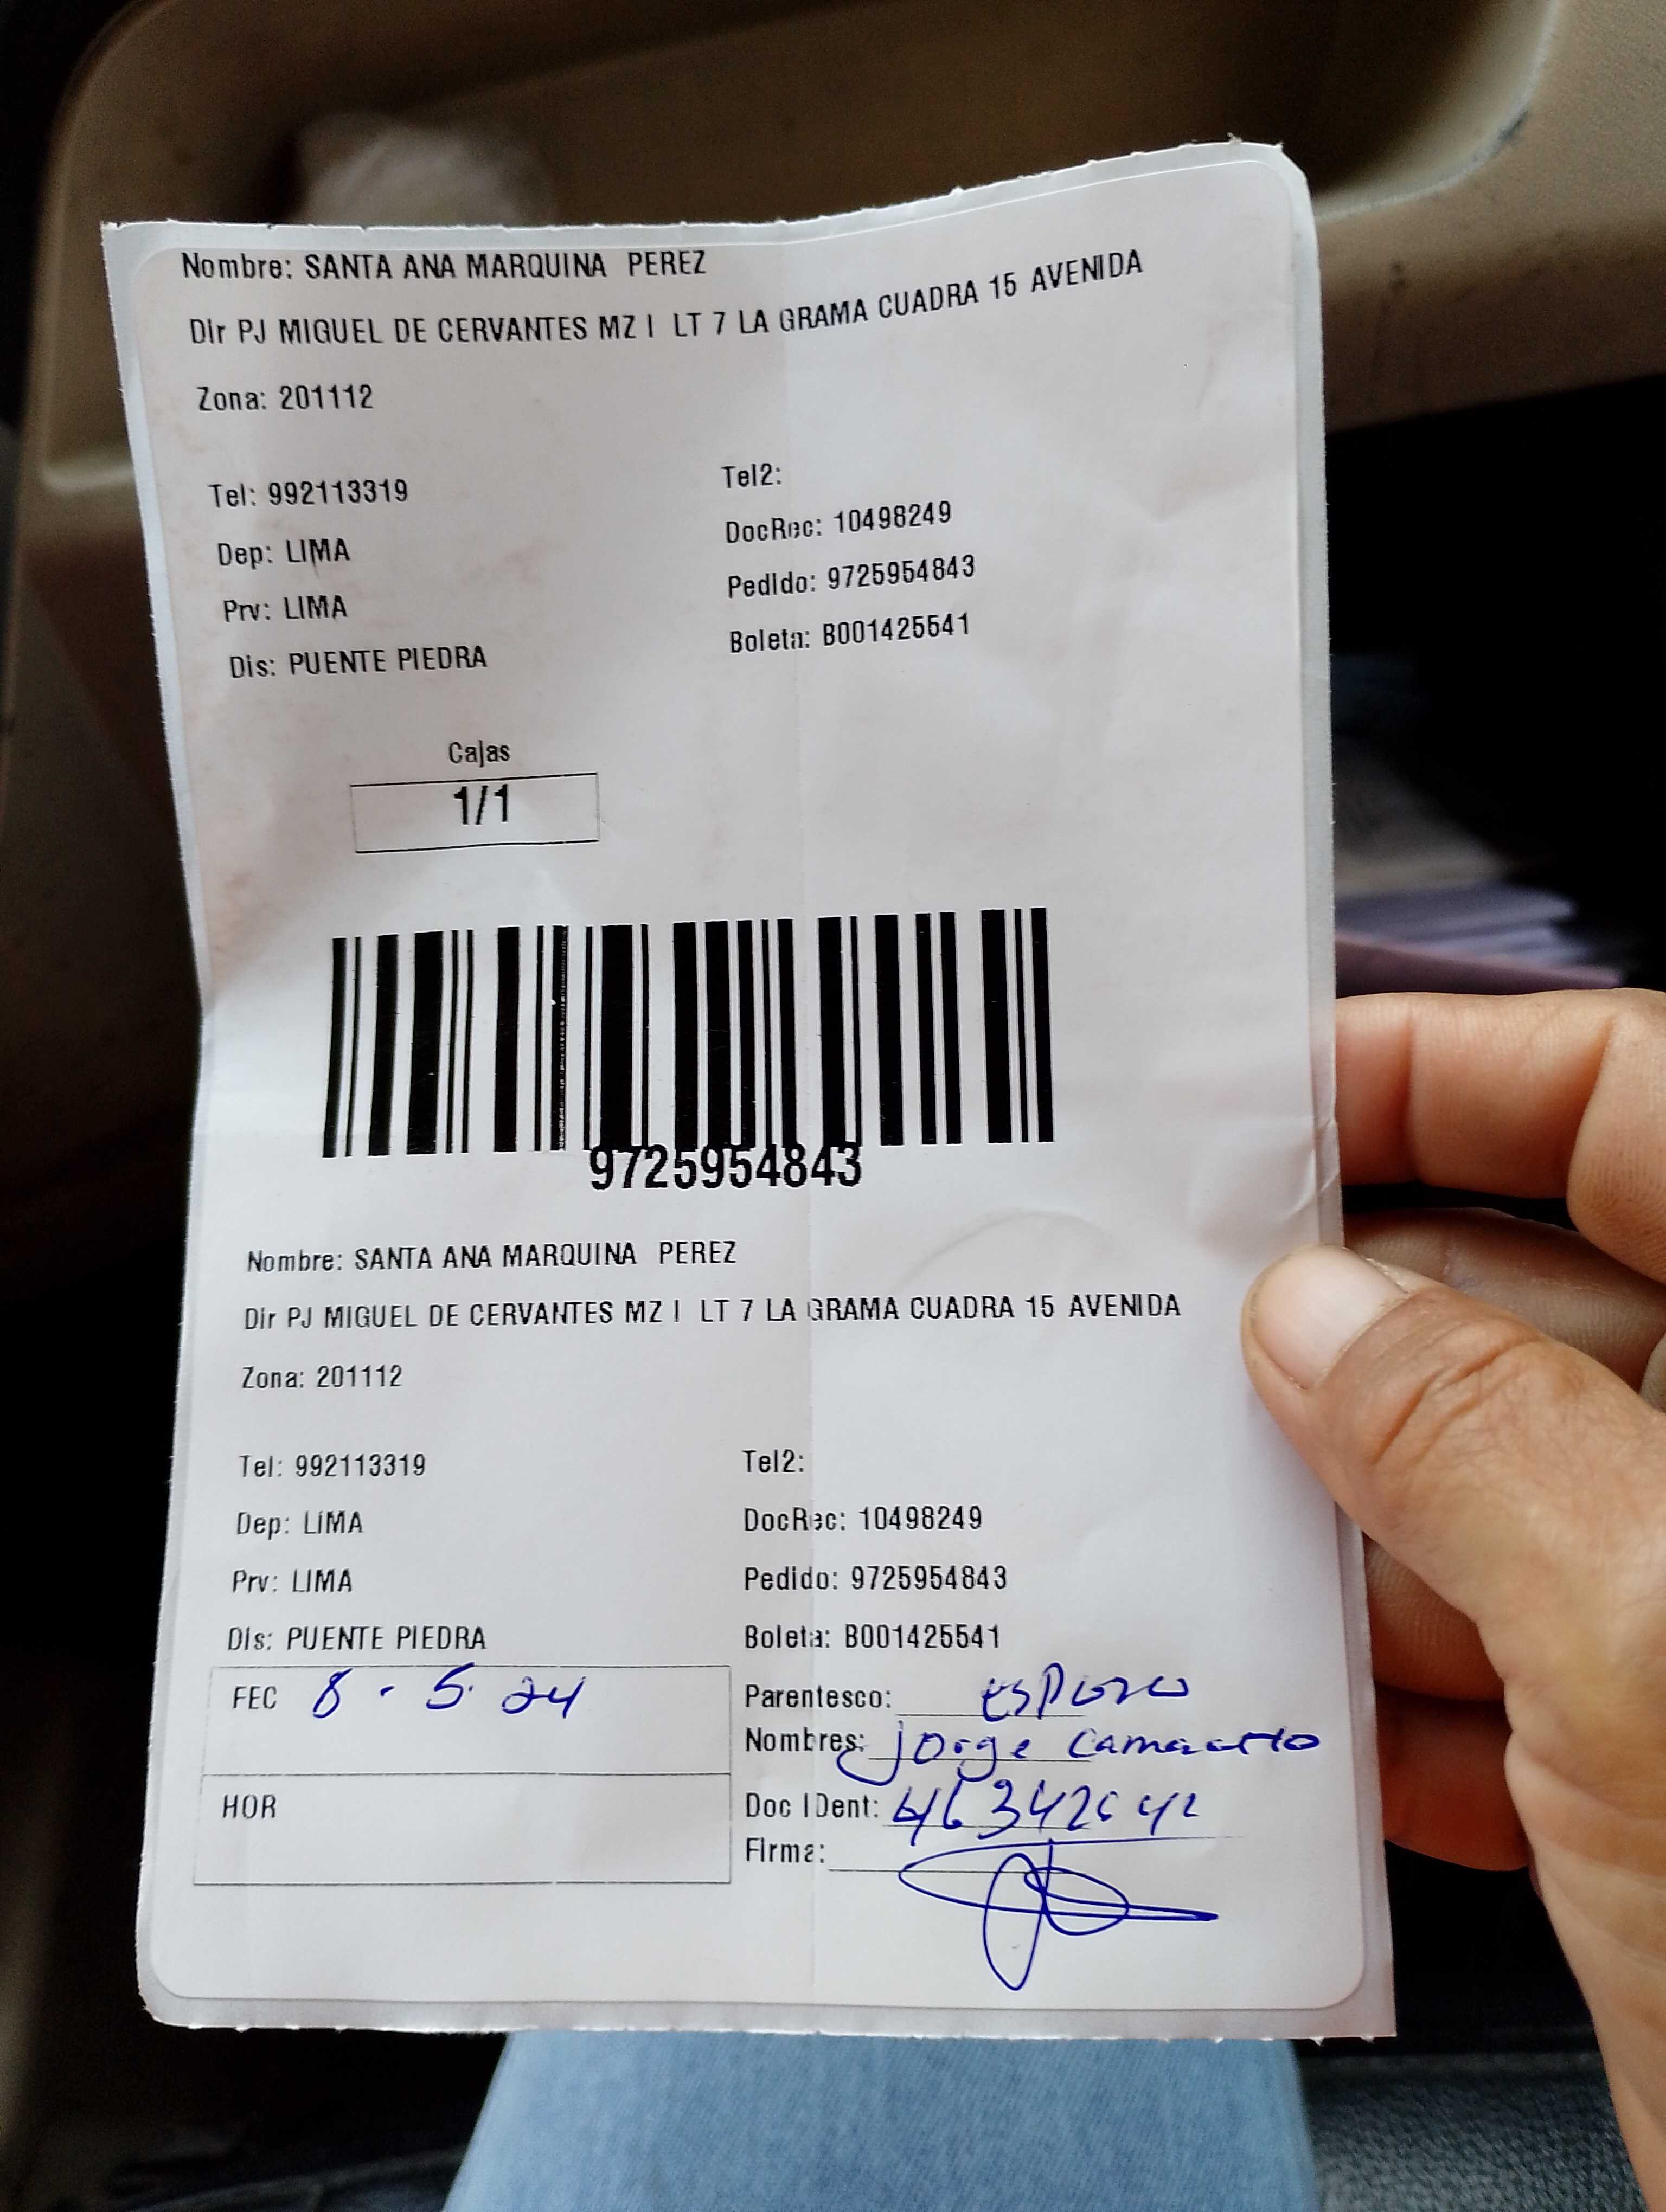 Nombre: SANTA ANA MARQUINA PEREZ
Dir PJ MIGUEL DE CERVANTES MZ I LT 7 LA GRAMA CUADRA 15 AVENIDA
Zona: 201112
Tel: 992113319 Tel2:
Dep: LIMA DocRec: 10498249
Prv: LIMA Pedido: 9725954843
Dis: PUENTE PIEDRA Boleta: B001425541
Cajas
1/1
9725954843
Nombre: SANTA ANA MARQUINA PEREZ
Dir PJ MIGUEL DE CERVANTES MZ I LT 7 LA GRAMA CUADRA 15 AVENIDA
Zona: 201112
Tel: 992113319 Tel2:
Dep: LIMA DocRec: 10498249
Prv: LIMA Pedido: 9725954843
Dis: PUENTE PIEDRA Boleta: B001425541
FEC 8 - 5. 24 Parentesco: esposo
Nombres: Jorge
HOR Doc IDent:
Firma: